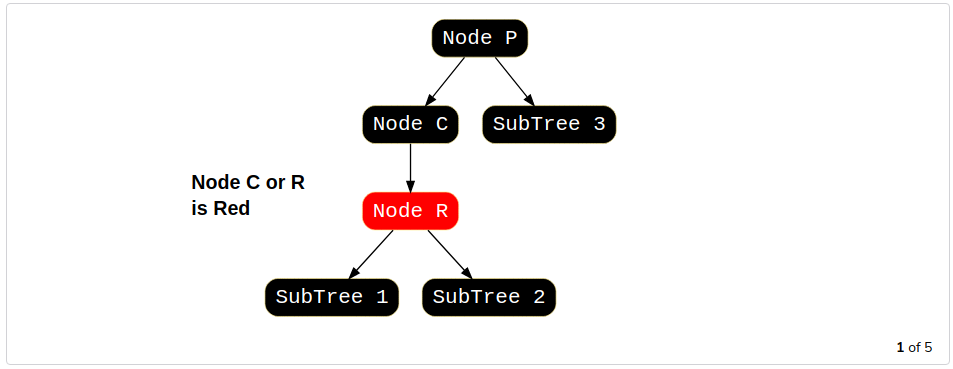 Node P
Node C
SubTree 3
Node C or R
is Red
Node R
SubTree 1
SubTree 2
1 of 5